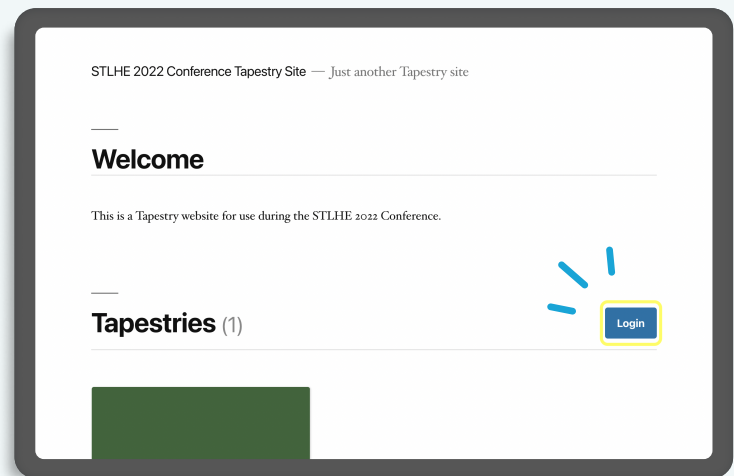 STLHE 2022 Conference Tapestry Site — Just another Tapestry site
Welcome
This is a Tapestry website for use during the STLHE 2022 Conference.
Tapestries (1)
Login